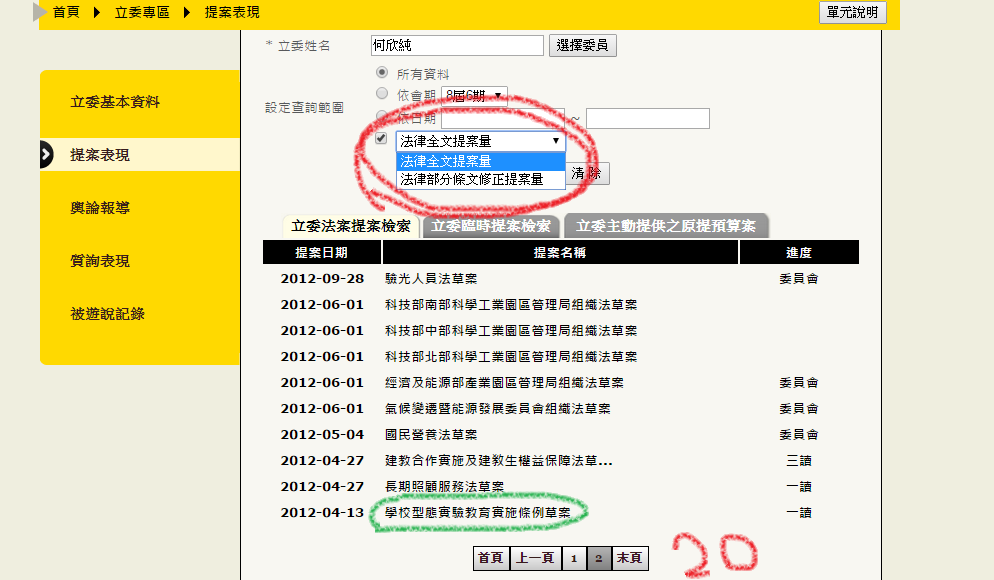 首頁 立委專區 提案表現 單元說明
* 立委姓名 何欣純 選擇委員
所有資料
依會期 8屆6期
設定查詢範圍
依日期 ~
法律全文提案量
法律全文提案量
法律部分條文修正提案量
清除
立委基本資料
提案表現
輿論報導
質詢表現
被遊說記錄
立委法案提案檢索 立委臨時提案檢索 立委主動提供之原提預算案
提案日期 提案名稱 進度
2012-09-28 驗光人員法草案 委員會
2012-06-01 科技部南部科學工業園區管理局組織法草案
2012-06-01 科技部中部科學工業園區管理局組織法草案
2012-06-01 科技部北部科學工業園區管理局組織法草案
2012-06-01 經濟及能源部產業園區管理局組織法草案 委員會
2012-06-01 氣候變遷暨能源發展委員會組織法草案 委員會
2012-05-04 國民營養法草案 委員會
2012-04-27 建教合作實施及建教生權益保障法草... 三讀
2012-04-27 長期照顧服務法草案 一讀
2012-04-13 學校型態實驗教育實施條例草案 一讀
首頁 上一頁 1 2 末頁
20